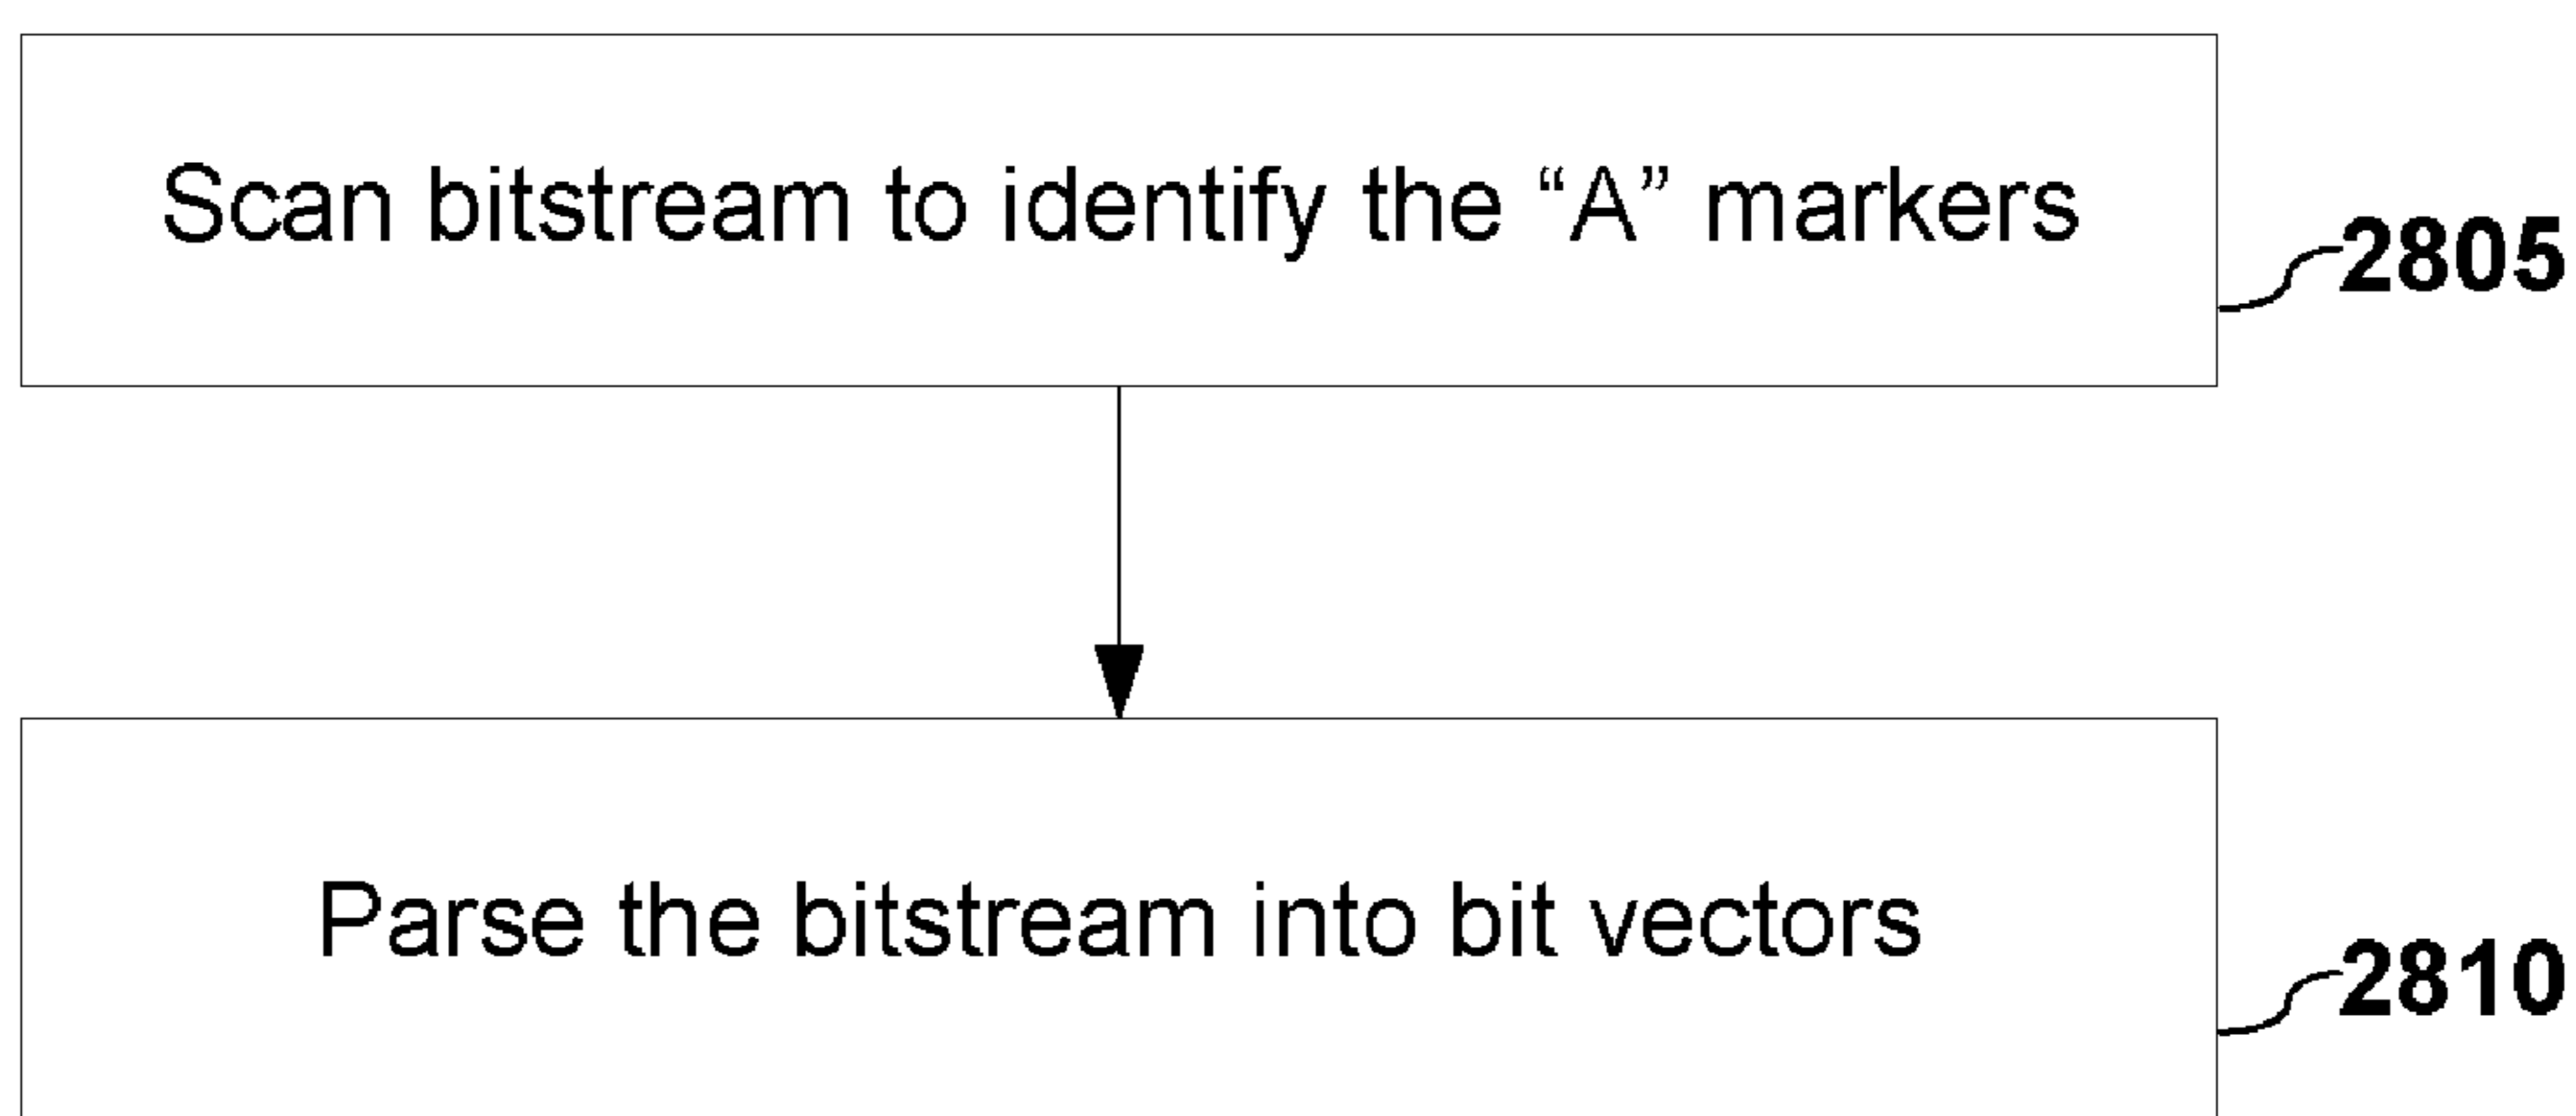 Scan bitstream to identify the “A” markers
2805
Parse the bitstream into bit vectors
2810